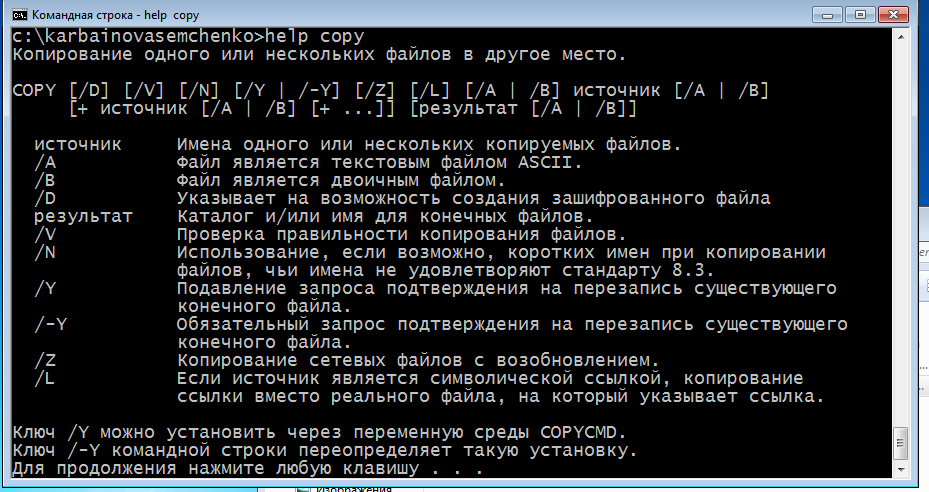 Командная строка - help copy
c:\karbainovasemchenko>help copy
Копирование одного или нескольких файлов в другое место.
COPY [/D] [/V] [/N] [/Y | /-Y] [/Z] [/L] [/A | /B] источник [/A | /B]
[+ источник [/A | /B] [+ ...]] [результат [/A | /B]]
источник Имена одного или нескольких копируемых файлов.
/A Файл является текстовым файлом ASCII.
/B Файл является двоичным файлом.
/D Указывает на возможность создания зашифрованного файла
результат Каталог и/или имя для конечных файлов.
/V Проверка правильности копирования файлов.
/N Использование, если возможно, коротких имен при копировании
файлов, чьи имена не удовлетворяют стандарту 8.3.
/Y Подавление запроса подтверждения на перезапись существующего
конечного файла.
/-Y Обязательный запрос подтверждения на перезапись существующего
конечного файла.
/Z Копирование сетевых файлов с возобновлением.
/L Если источник является символической ссылкой, копирование
ссылки вместо реального файла, на который указывает ссылка.
Ключ /Y можно установить через переменную среды COPYCMD.
Ключ /-Y командной строки переопределяет такую установку.
Для продолжения нажмите любую клавишу . . .
Изображения